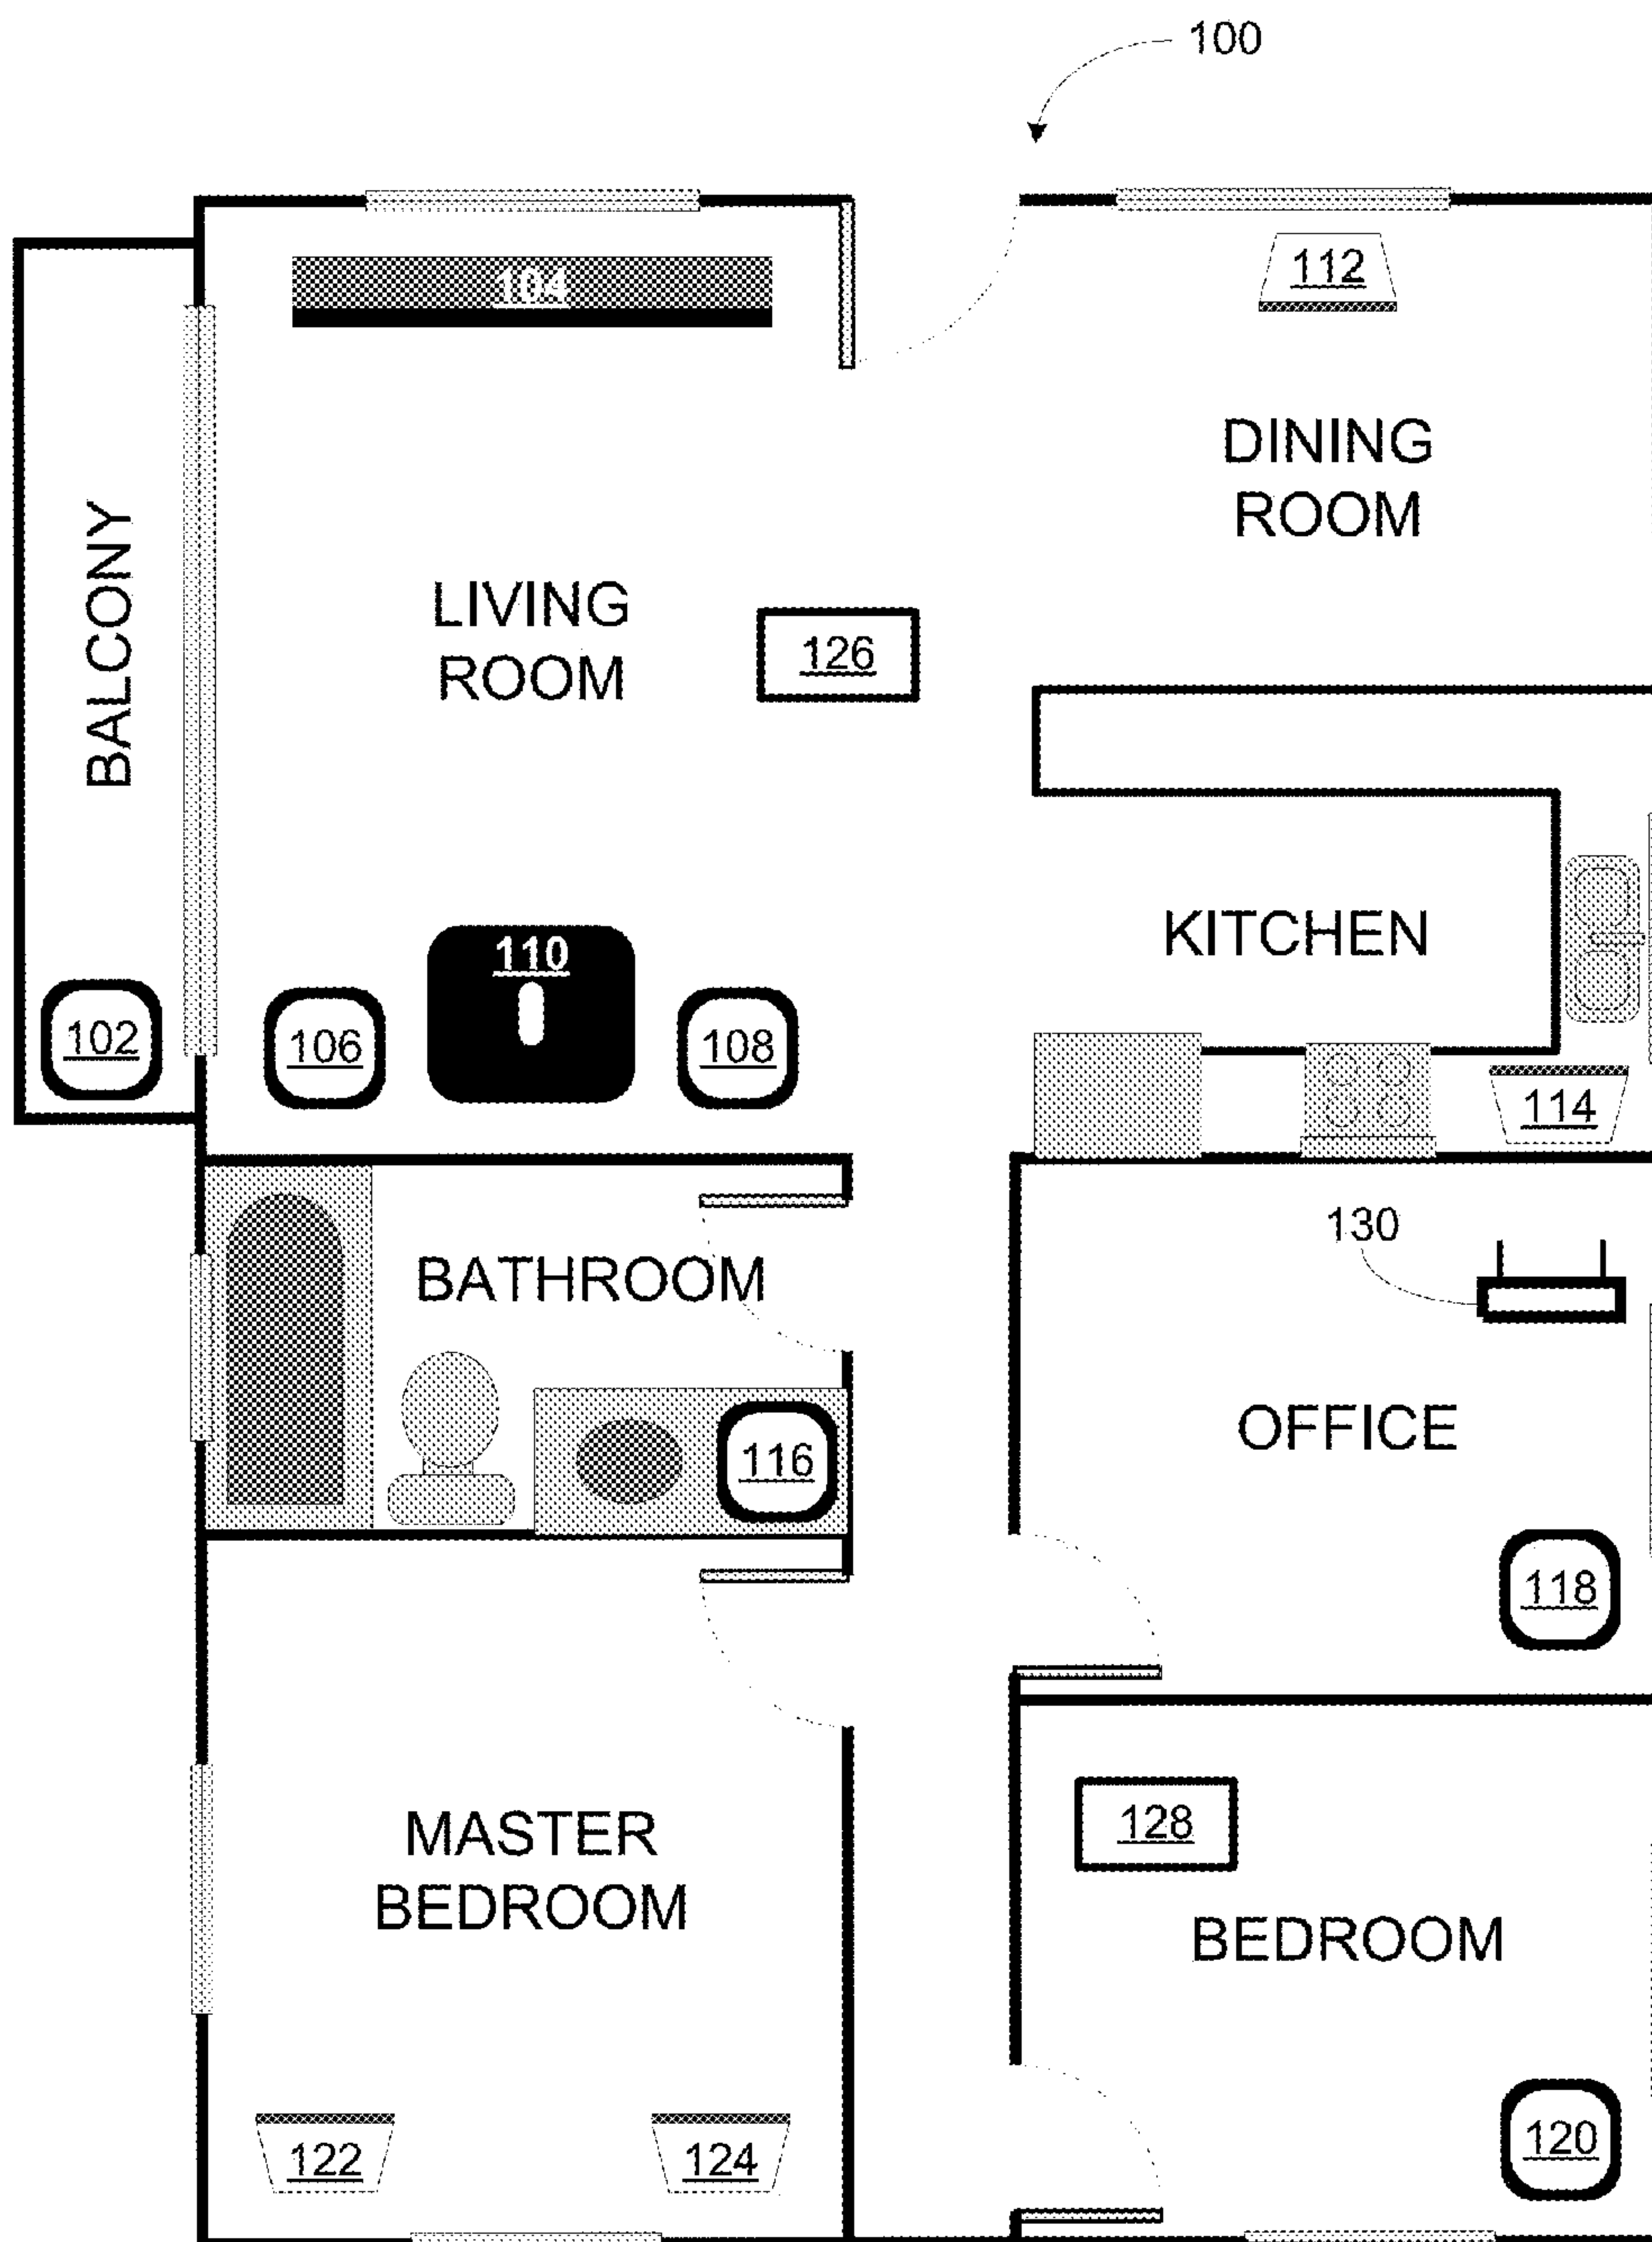 100
104
112
DINING
ROOM
BALCONY
LIVING
ROOM
126
110
KITCHEN
102
106
108
114
130
BATHROOM
OFFICE
116
118
128
MASTER
BEDROOM
BEDROOM
122
124
120